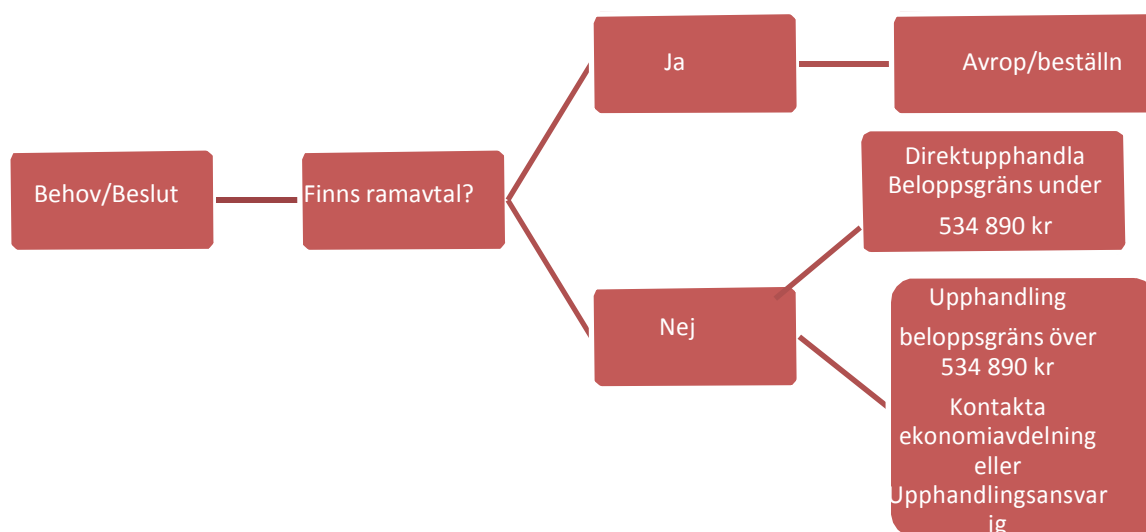 Behov/Beslut
Finns ramavtal?
Ja
Avrop/beställn
Nej
Direktupphandla
Beloppsgräns under
534 890 kr
Upphandling
beloppsgräns över
534 890 kr
Kontakta
ekonomiavdelning
eller
Upphandlingsansvar
ig